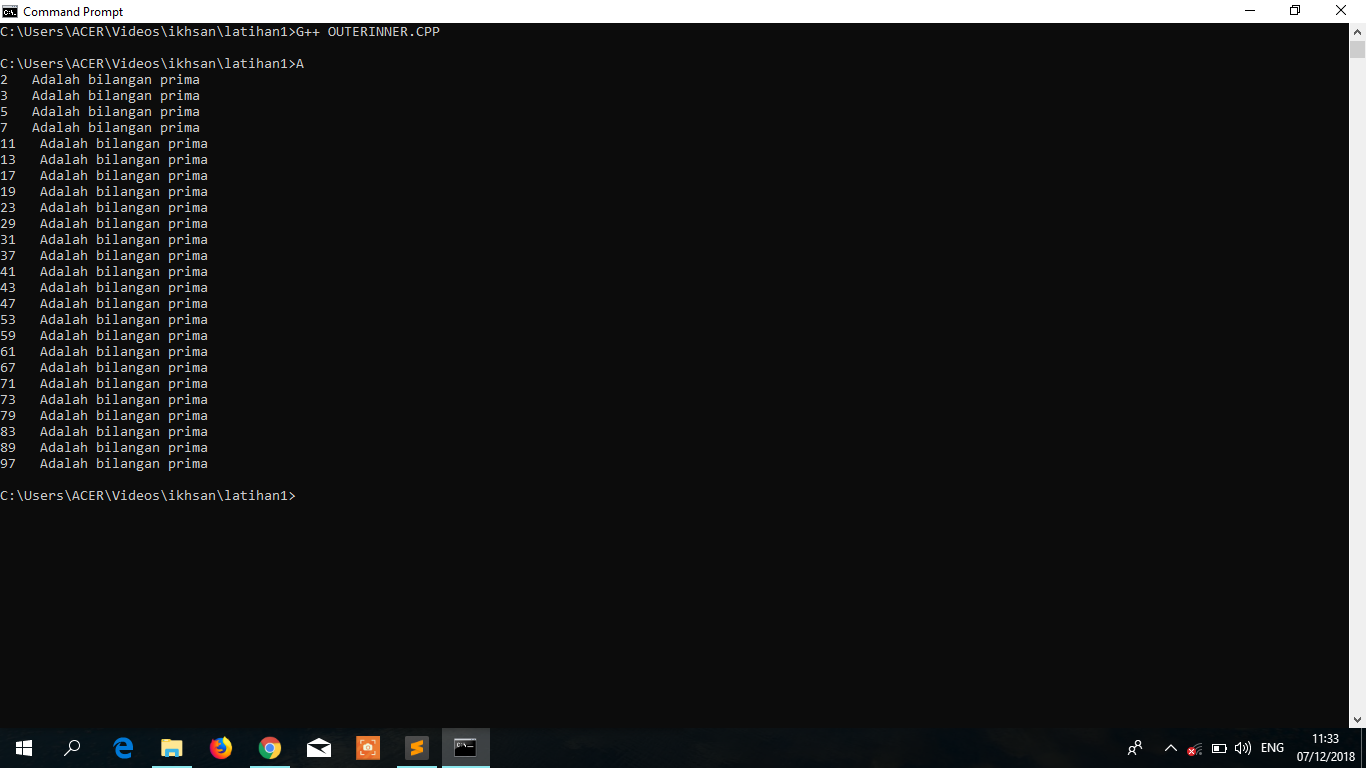 Command Prompt
C:\Users\ACER\Videos\ikhsan\latihan1>G++ OUTERINNER.CPP
C:\Users\ACER\Videos\ikhsan\latihan1>A
2   Adalah bilangan prima
3   Adalah bilangan prima
5   Adalah bilangan prima
7   Adalah bilangan prima
11   Adalah bilangan prima
13   Adalah bilangan prima
17   Adalah bilangan prima
19   Adalah bilangan prima
23   Adalah bilangan prima
29   Adalah bilangan prima
31   Adalah bilangan prima
37   Adalah bilangan prima
41   Adalah bilangan prima
43   Adalah bilangan prima
47   Adalah bilangan prima
53   Adalah bilangan prima
59   Adalah bilangan prima
61   Adalah bilangan prima
67   Adalah bilangan prima
71   Adalah bilangan prima
73   Adalah bilangan prima
79   Adalah bilangan prima
83   Adalah bilangan prima
89   Adalah bilangan prima
97   Adalah bilangan prima
C:\Users\ACER\Videos\ikhsan\latihan1>
ENG
11:33
07/12/2018